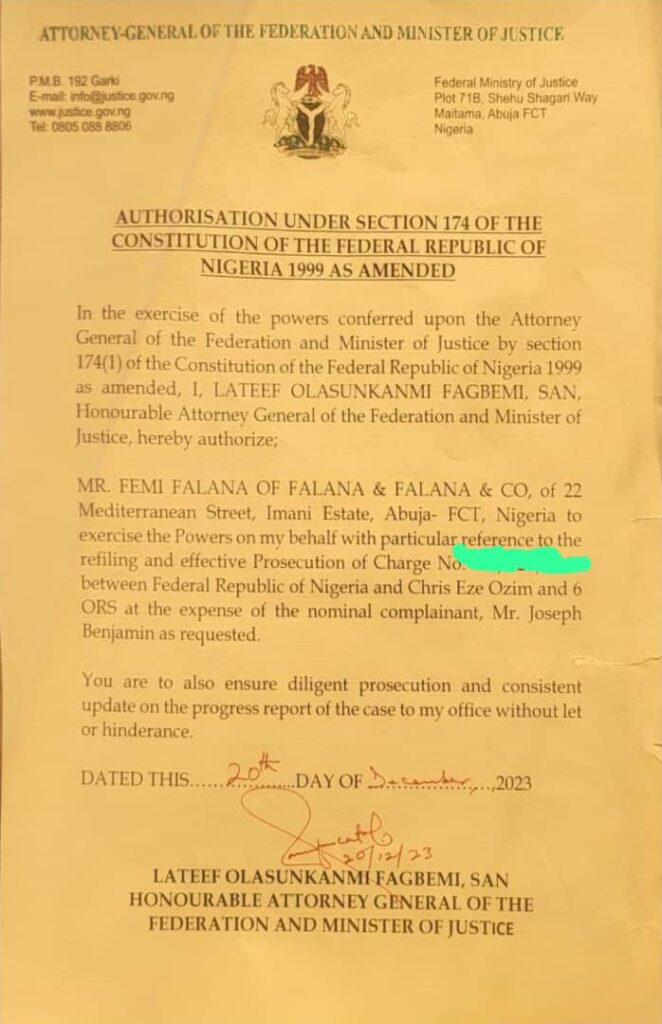 ATTORNEY-GENERAL OF THE FEDERATION AND MINISTER OF JUSTICE
P.M.B. 192 Garki
E-mail: info@justice.gov.ng
www.justice.gov.ng
Tel: 0805 088 8806
Federal Ministry of Justice
Plot 71B, Shehu Shagari Way
Maitama, Abuja FCT
Nigeria
AUTHORISATION UNDER SECTION 174 OF THE
CONSTITUTION OF THE FEDERAL REPUBLIC OF
NIGERIA 1999 AS AMENDED
In the exercise of the powers conferred upon the Attorney
General of the Federation and Minister of Justice by section
174(1) of the Constitution of the Federal Republic of Nigeria 1999
as amended, I, LATEEF OLASUNKANMI FAGBEMI, SAN,
Honourable Attorney General of the Federation and Minister of
Justice, hereby authorize;
MR. FEMI FALANA OF FALANA & FALANA & CO, of 22
Mediterranean Street, Imani Estate, Abuja- FCT, Nigeria to
exercise the Powers on my behalf with particular reference to the
refiling and effective Prosecution of Charge No.
between Federal Republic of Nigeria and Chris Eze Ozim and 6
ORS at the expense of the nominal complainant, Mr. Joseph
Benjamin as requested.
You are to also ensure diligent prosecution and consistent
update on the progress report of the case to my office without let
or hinderance.
DATED THIS......20th......DAY OF December,...,2023
20/12/23
LATEEF OLASUNKANMI FAGBEMI, SAN
HONOURABLE ATTORNEY GENERAL OF THE
FEDERATION AND MINISTER OF JUSTICE